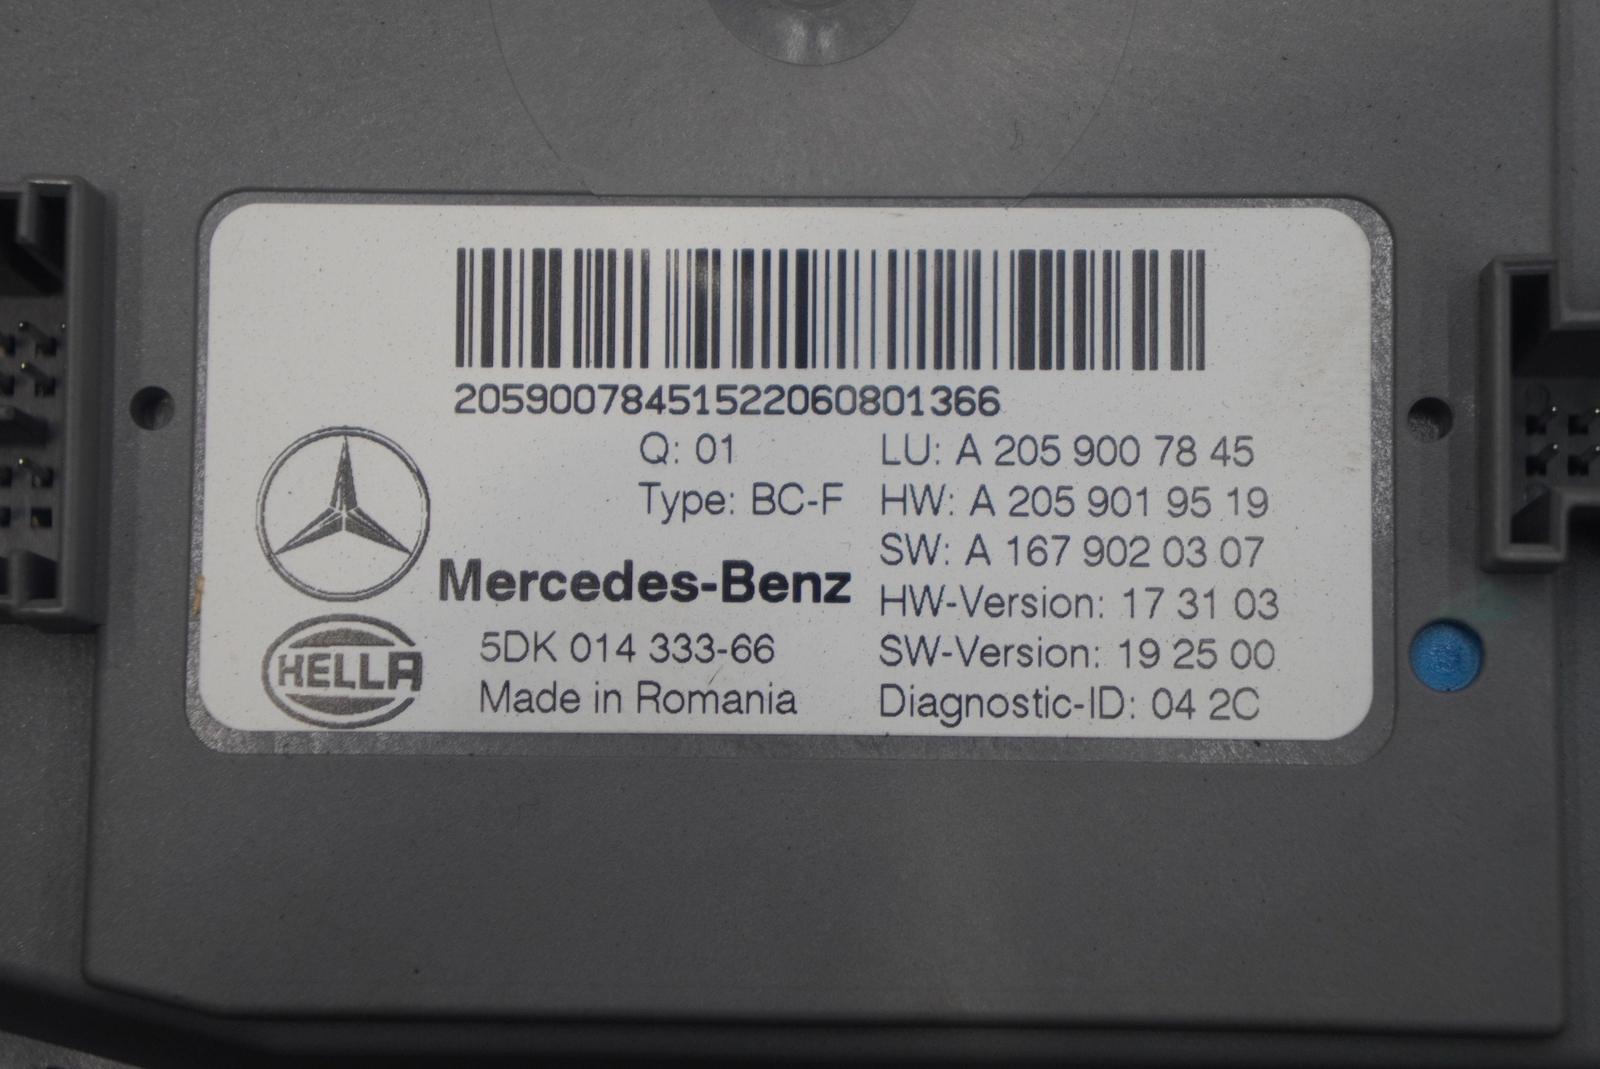 205900784515220608013​66
Q: 01
Type: BC-F
LU: A 205 900 78 45
HW: A 205 901 95 19
SW: A 167 902 03 07
HW-Version: 17 31 03
SW-Version: 19 25 00
Diagnostic-ID: 04 2C
Mercedes-Benz
5DK 014 333-66
Made in Romania
HELLA